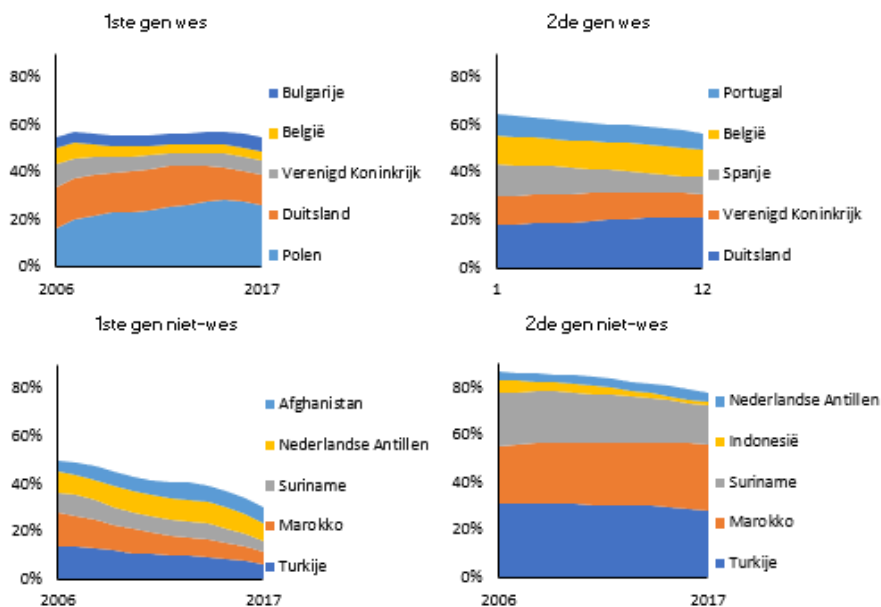 1ste gen wes
80%
60%
40%
20%
0%
2006
2017
Bulgarije
België
Verenigd Koninkrijk
Duitsland
Polen
2de gen wes
80%
60%
40%
20%
0%
1
12
Portugal
België
Spanje
Verenigd Koninkrijk
Duitsland
1ste gen niet-wes
80%
60%
40%
20%
0%
2006
2017
Afghanistan
Nederlandse Antillen
Suriname
Marokko
Turkije
2de gen niet-wes
80%
60%
40%
20%
0%
2006
2017
Nederlandse Antillen
Indonesië
Suriname
Marokko
Turkije